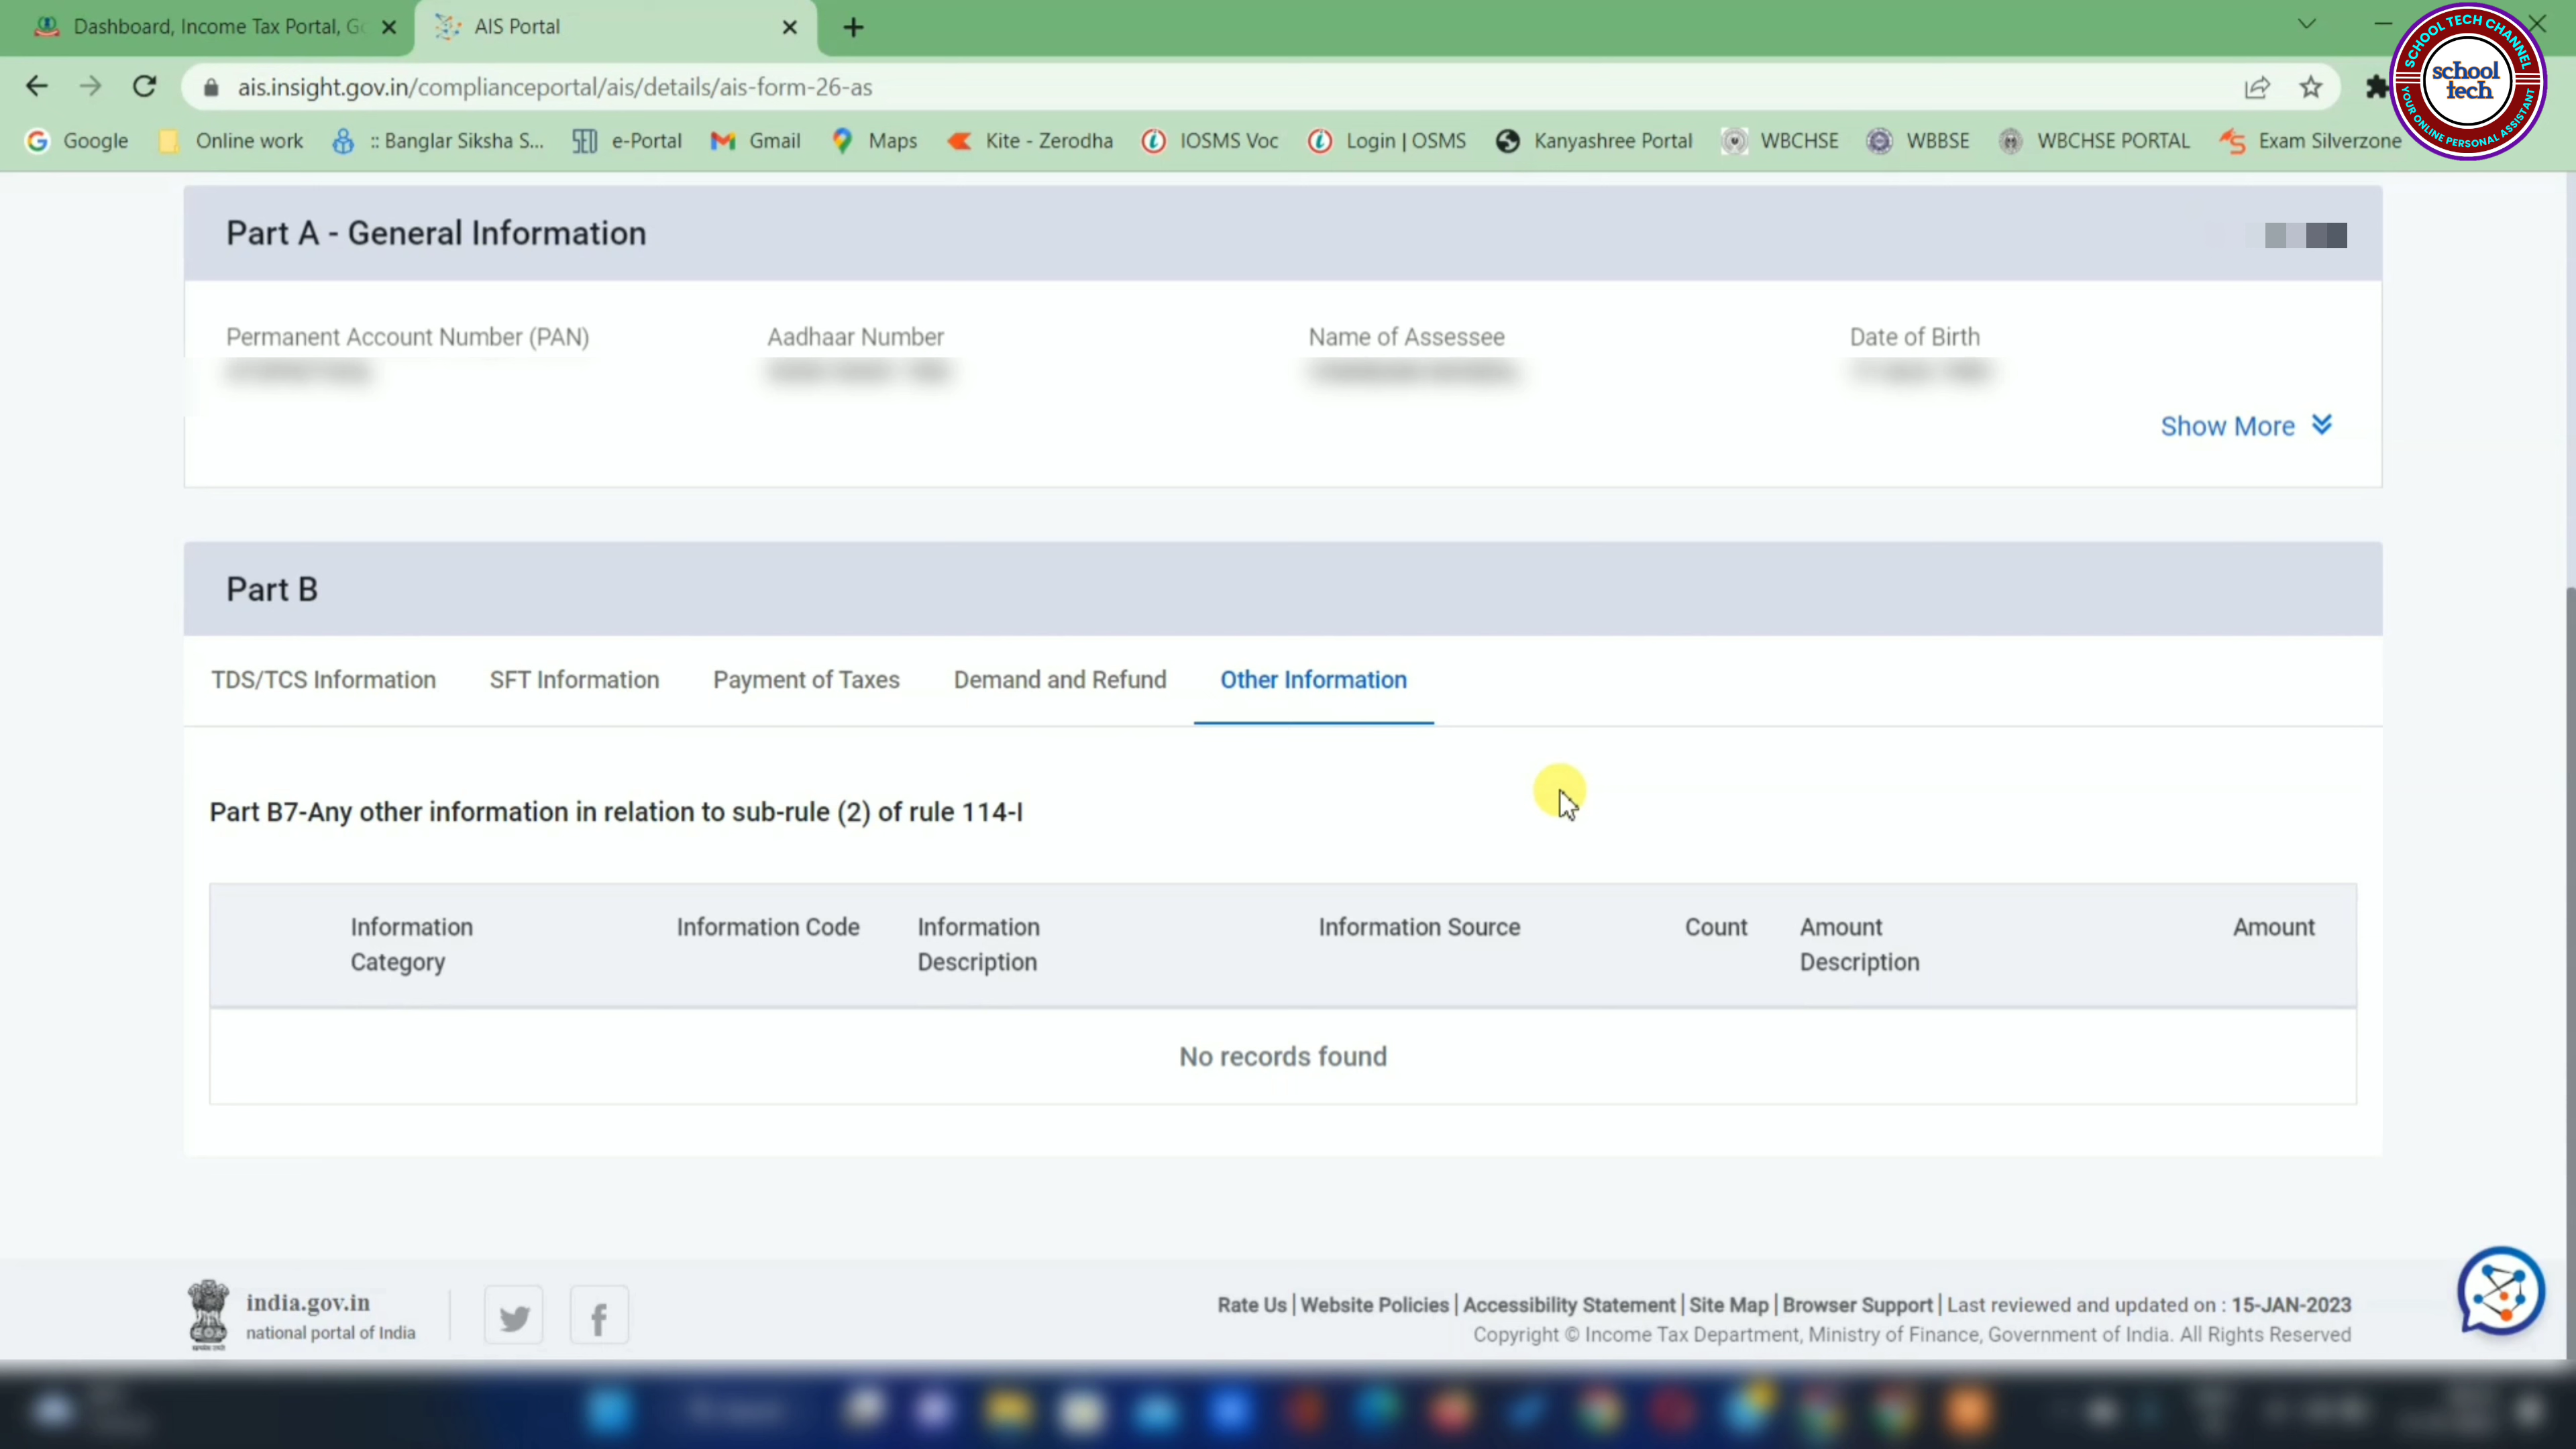 Dashboard, Income Tax Portal, Go
AIS Portal
ais.insight.gov.in/complianceportal/ais/details/ais-form-26-as
SCHOOL TECH CHANNEL
school
tech
YOUR ONLINE PERSONAL ASSISTANT
Google
Online work
:: Banglar Siksha S...
e-Portal
Gmail
Maps
Kite - Zerodha
IOSMS Voc
Login | OSMS
Kanyashree Portal
WBCHSE
WBBSE
WBCHSE PORTAL
Exam Silverzone
Part A - General Information
Permanent Account Number (PAN)
Aadhaar Number
Name of Assessee
Date of Birth
Show More
Part B
TDS/TCS Information
SFT Information
Payment of Taxes
Demand and Refund
Other Information
Part B7-Any other information in relation to sub-rule (2) of rule 114-I
Information
Category
Information Code
Information
Description
Information Source
Count
Amount
Description
Amount
No records found
india.gov.in
national portal of India
Rate Us | Website Policies | Accessibility Statement | Site Map | Browser Support | Last reviewed and updated on : 15-JAN-2023
Copyright © Income Tax Department, Ministry of Finance, Government of India. All Rights Reserved